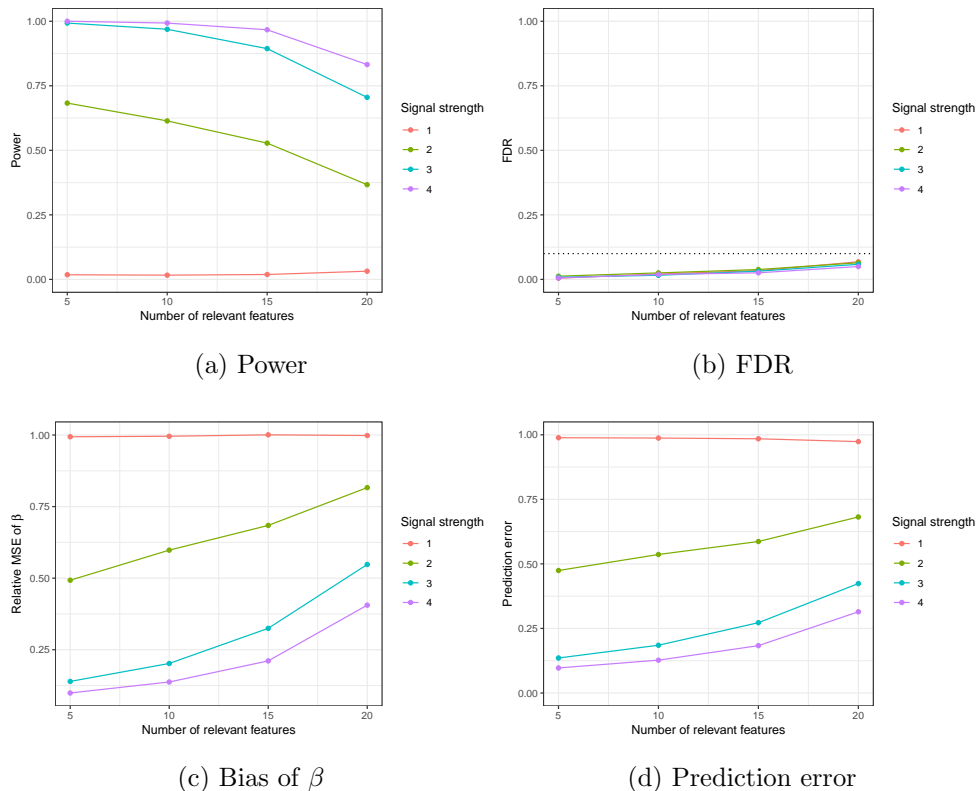 1.00
0.75
0.50
0.25
0.00
Power
5 10 15 20
Number of relevant features
Signal strength
1
2
3
4
(a) Power
1.00
0.75
0.50
0.25
0.00
FDR
5 10 15 20
Number of relevant features
Signal strength
1
2
3
4
(b) FDR
1.00
0.75
0.50
0.25
Relative MSE of β
5 10 15 20
Number of relevant features
Signal strength
1
2
3
4
(c) Bias of β
1.00
0.75
0.50
0.25
0.00
Prediction error
5 10 15 20
Number of relevant features
Signal strength
1
2
3
4
(d) Prediction error